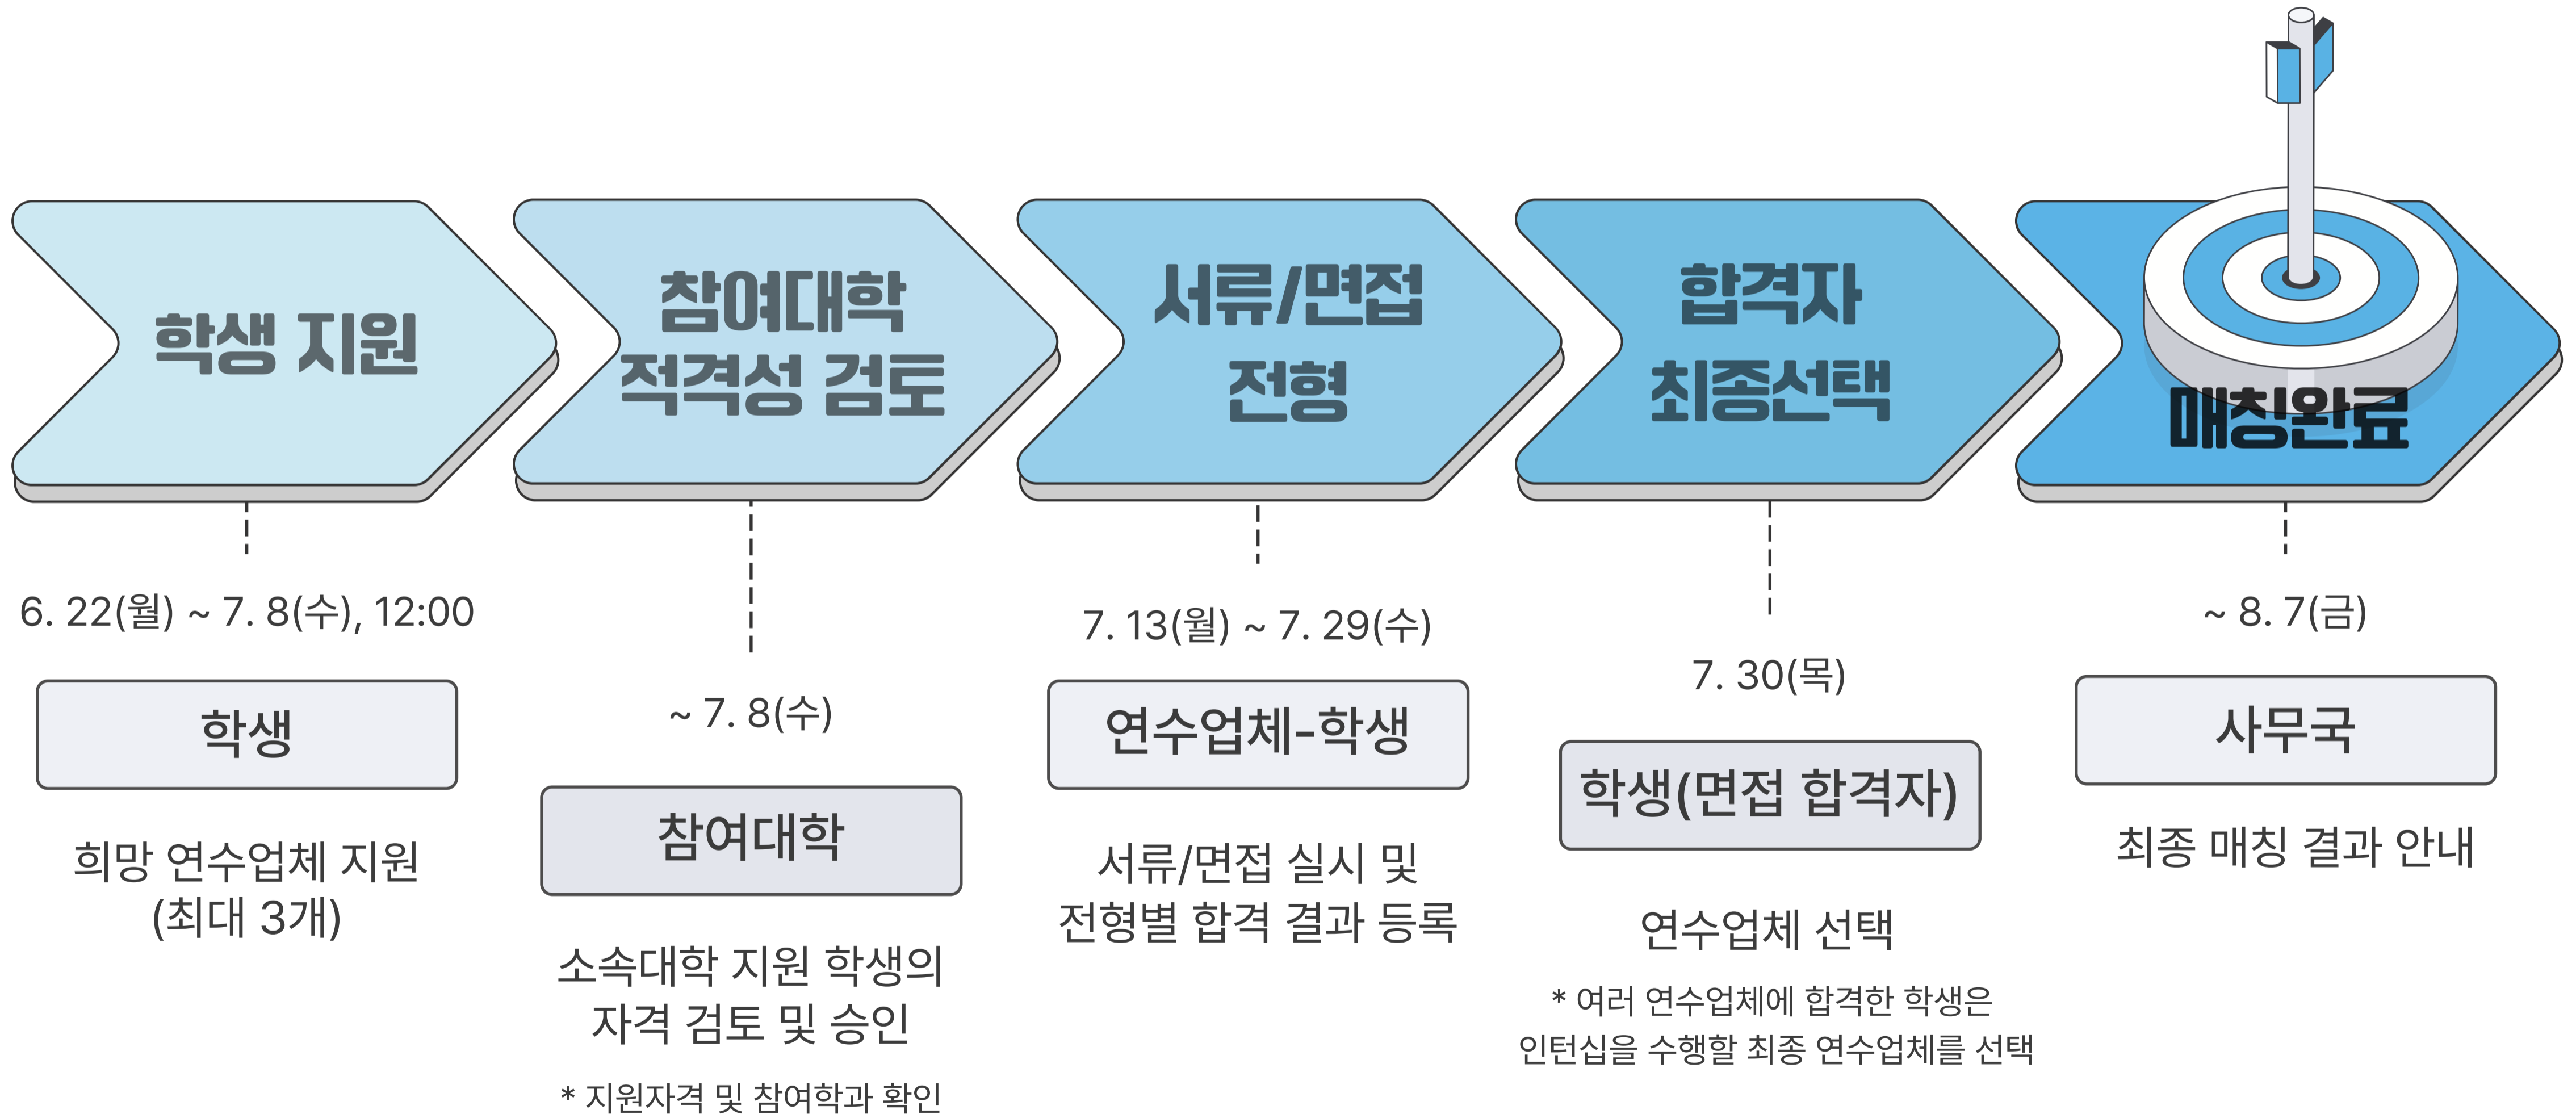 학생 지원
6. 22(월) ~ 7. 8(수), 12:00
학생
희망 연수업체 지원
(최대 3개)
참여대학
적격성 검토
~ 7. 8(수)
참여대학
소속대학 지원 학생의
자격 검토 및 승인
* 지원자격 및 참여학과 확인
서류/면접
전형
7. 13(월) ~ 7. 29(수)
연수업체-학생
서류/면접 실시 및
전형별 합격 결과 등록
합격자
최종선택
7. 30(목)
학생(면접 합격자)
연수업체 선택
* 여러 연수업체에 합격한 학생은
인턴십을 수행할 최종 연수업체를 선택
매칭완료
~ 8. 7(금)
사무국
최종 매칭 결과 안내